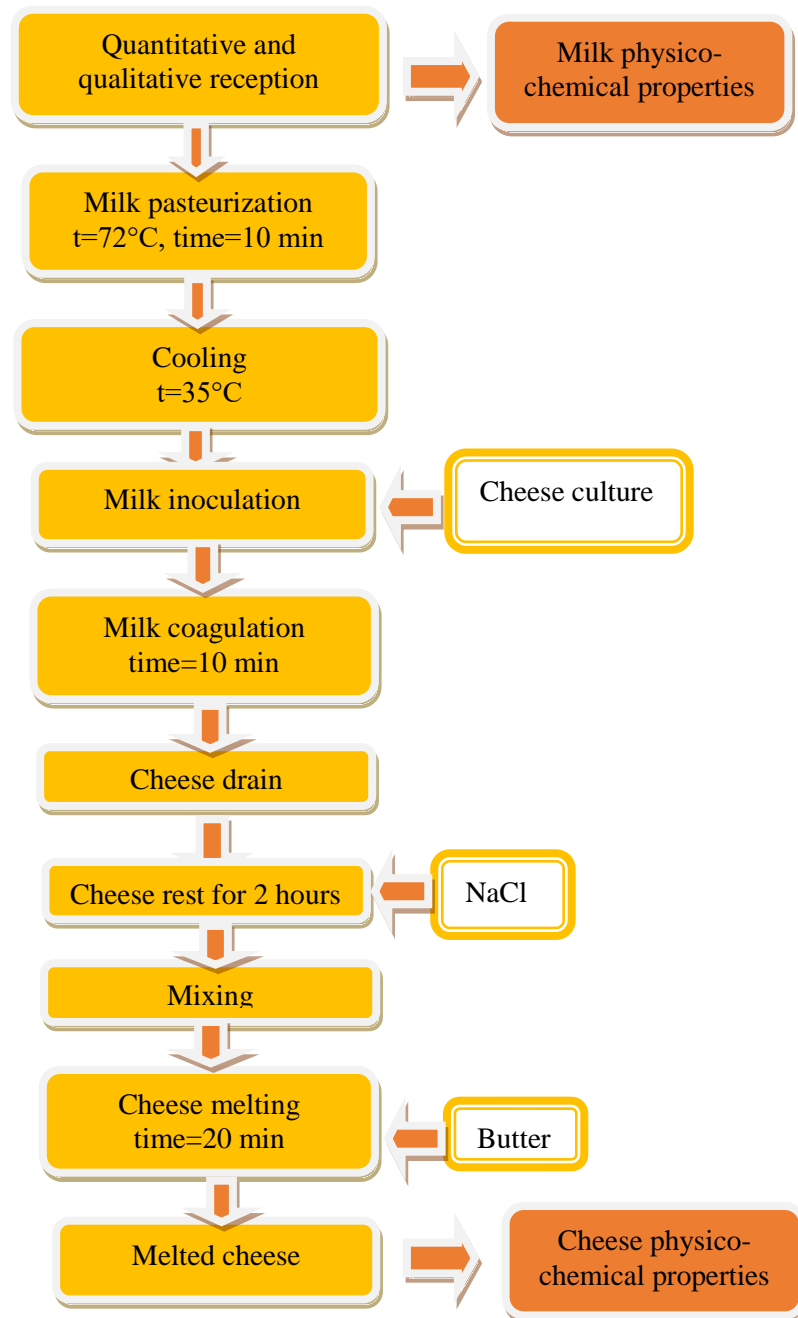 Quantitative and
qualitative reception
Milk physico-
chemical properties
Milk pasteurization
t=72°C, time=10 min
Cooling
t=35°C
Milk inoculation
Cheese culture
Milk coagulation
time=10 min
Cheese drain
Cheese rest for 2 hours
NaCl
Mixing
Cheese melting
time=20 min
Butter
Melted cheese
Cheese physico-
chemical properties